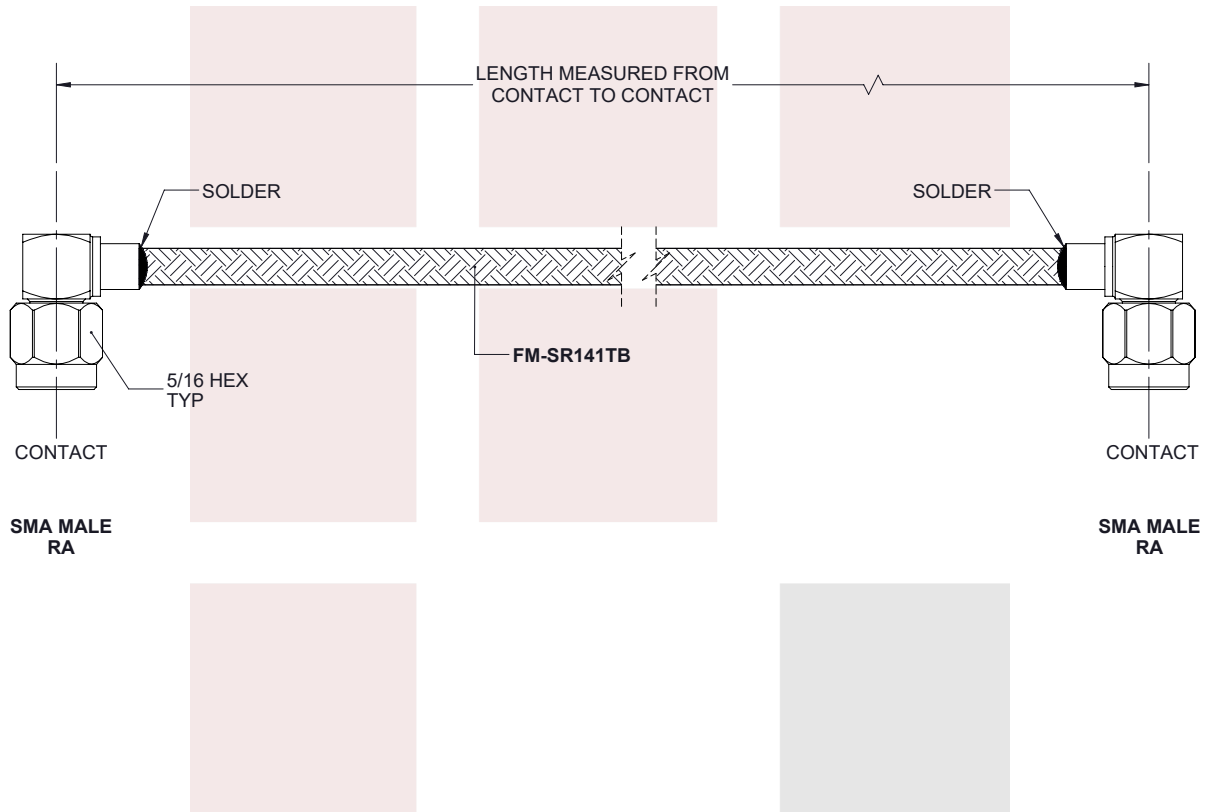 LENGTH MEASURED FROM
CONTACT TO CONTACT
SOLDER
SOLDER
FM-SR141TB
5/16 HEX
TYP
CONTACT
CONTACT
SMA MALE
RA
SMA MALE
RA